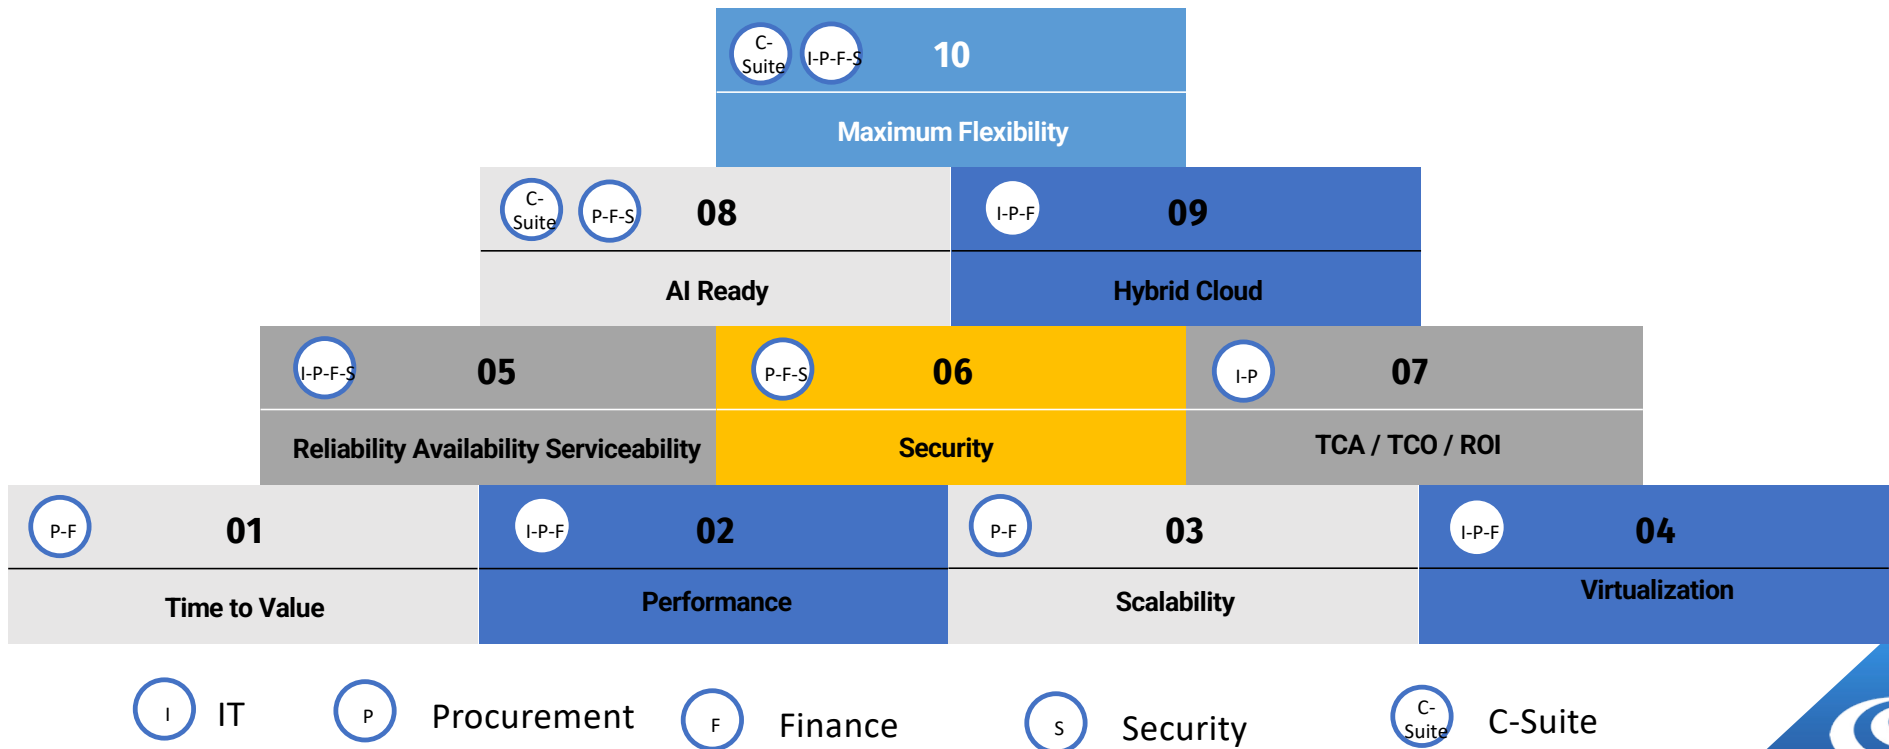 C-
Suite
I-P-F-S
10
Maximum Flexibility
C-
Suite
P-F-S
08
AI Ready
I-P-F
09
Hybrid Cloud
I-P-F-S
05
Reliability Availability Serviceability
P-F-S
06
Security
I-P
07
TCA / TCO / ROI
P-F
01
Time to Value
I-P-F
02
Performance
P-F
03
Scalability
I-P-F
04
Virtualization
I
IT
P
Procurement
F
Finance
S
Security
C-
Suite
C-Suite